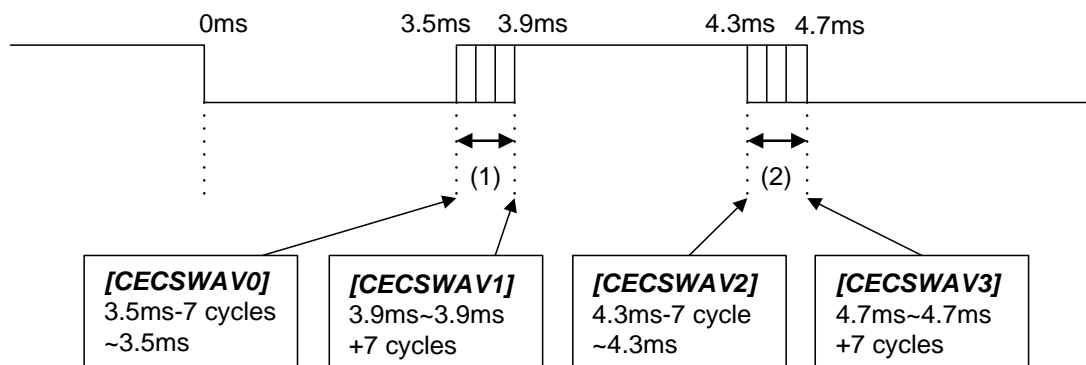 0ms
3.5ms
3.9ms
4.3ms
4.7ms
(1)
(2)
[CECSWAV0]
3.5ms-7 cycles
~3.5ms
[CECSWAV1]
3.9ms~3.9ms
+7 cycles
[CECSWAV2]
4.3ms-7 cycle
~4.3ms
[CECSWAV3]
4.7ms~4.7ms
+7 cycles